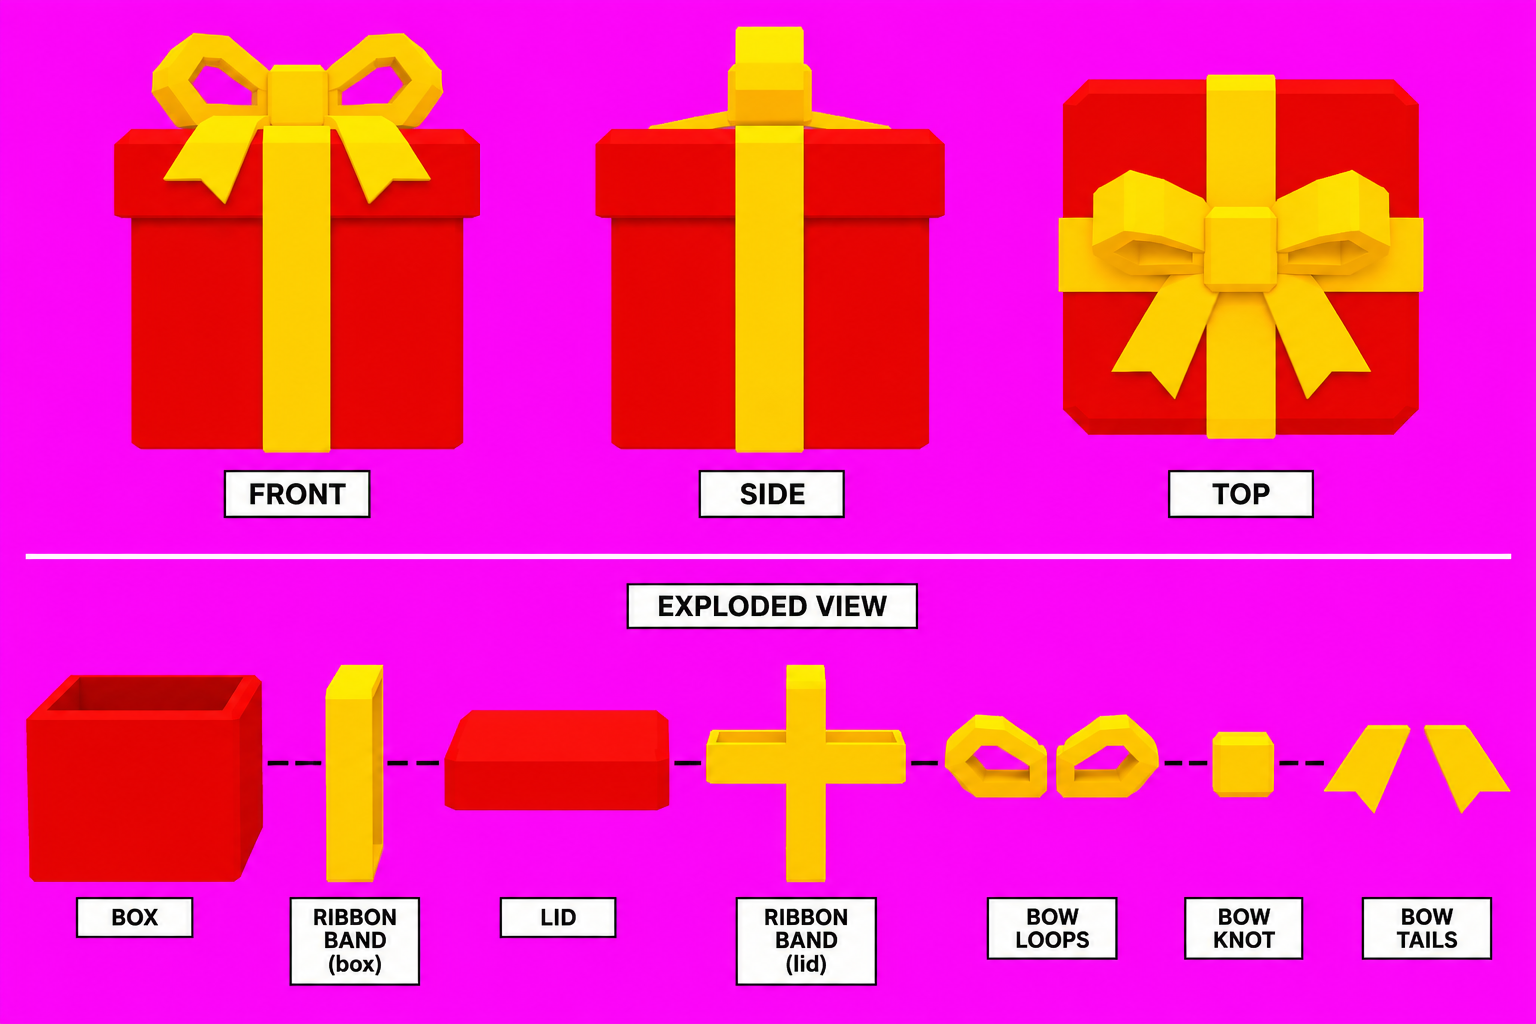 FRONT
SIDE
TOP
EXPLODED VIEW
BOX
RIBBON
BAND
(box)
LID
RIBBON
BAND
(lid)
BOW
LOOPS
BOW
KNOT
BOW
TAILS